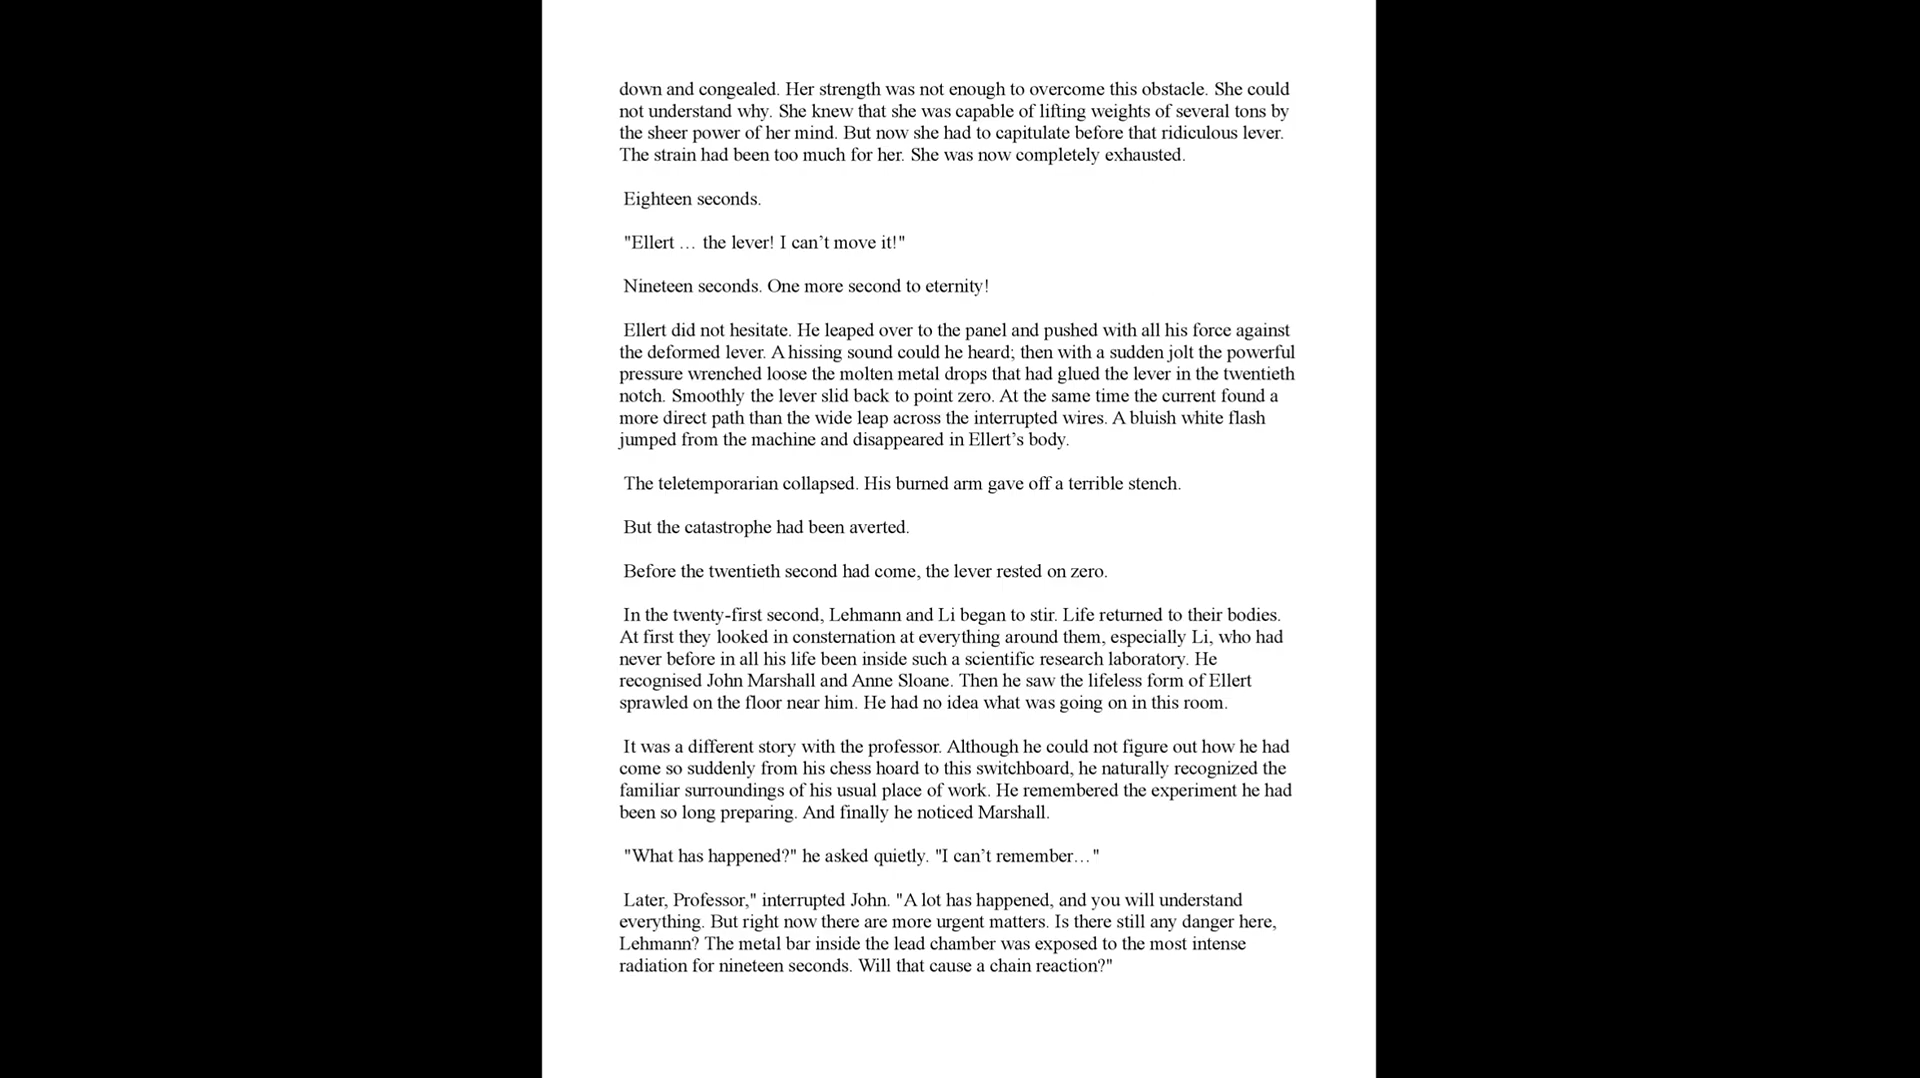 down and congealed. Her strength was not enough to overcome this obstacle. She could
not understand why. She knew that she was capable of lifting weights of several tons by
the sheer power of her mind. But now she had to capitulate before that ridiculous lever.
The strain had been too much for her. She was now completely exhausted.
Eighteen seconds.
"Ellert … the lever! I can’t move it!"
Nineteen seconds. One more second to eternity!
Ellert did not hesitate. He leaped over to the panel and pushed with all his force against
the deformed lever. A hissing sound could he heard; then with a sudden jolt the powerful
pressure wrenched loose the molten metal drops that had glued the lever in the twentieth
notch. Smoothly the lever slid back to point zero. At the same time the current found a
more direct path than the wide leap across the interrupted wires. A bluish white flash
jumped from the machine and disappeared in Ellert’s body.
The teletemporarian collapsed. His burned arm gave off a terrible stench.
But the catastrophe had been averted.
Before the twentieth second had come, the lever rested on zero.
In the twenty-first second, Lehmann and Li began to stir. Life returned to their bodies.
At first they looked in consternation at everything around them, especially Li, who had
never before in all his life been inside such a scientific research laboratory. He
recognised John Marshall and Anne Sloane. Then he saw the lifeless form of Ellert
sprawled on the floor near him. He had no idea what was going on in this room.
It was a different story with the professor. Although he could not figure out how he had
come so suddenly from his chess hoard to this switchboard, he naturally recognized the
familiar surroundings of his usual place of work. He remembered the experiment he had
been so long preparing. And finally he noticed Marshall.
"What has happened?" he asked quietly. "I can’t remember…"
Later, Professor," interrupted John. "A lot has happened, and you will understand
everything. But right now there are more urgent matters. Is there still any danger here,
Lehmann? The metal bar inside the lead chamber was exposed to the most intense
radiation for nineteen seconds. Will that cause a chain reaction?"